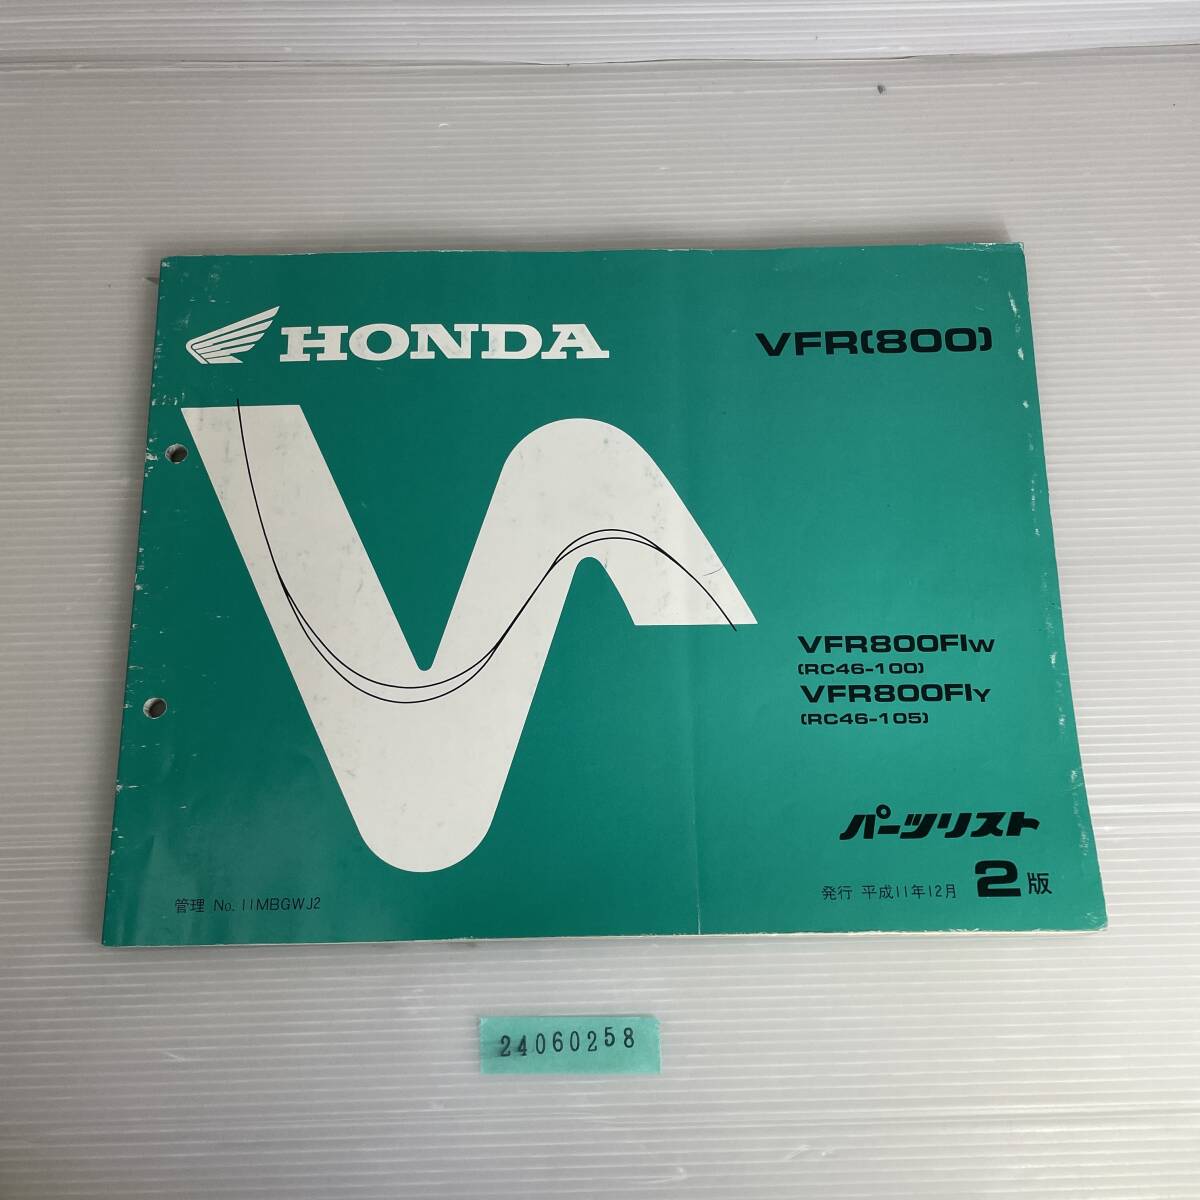 HONDA
VFR(800)
VFR800FIW
(RC46-100)
VFR800FIY
(RC46-105)
パーツリスト
発行 平成11年12月 2版
管理 No. 11MBGWJ2
24060258